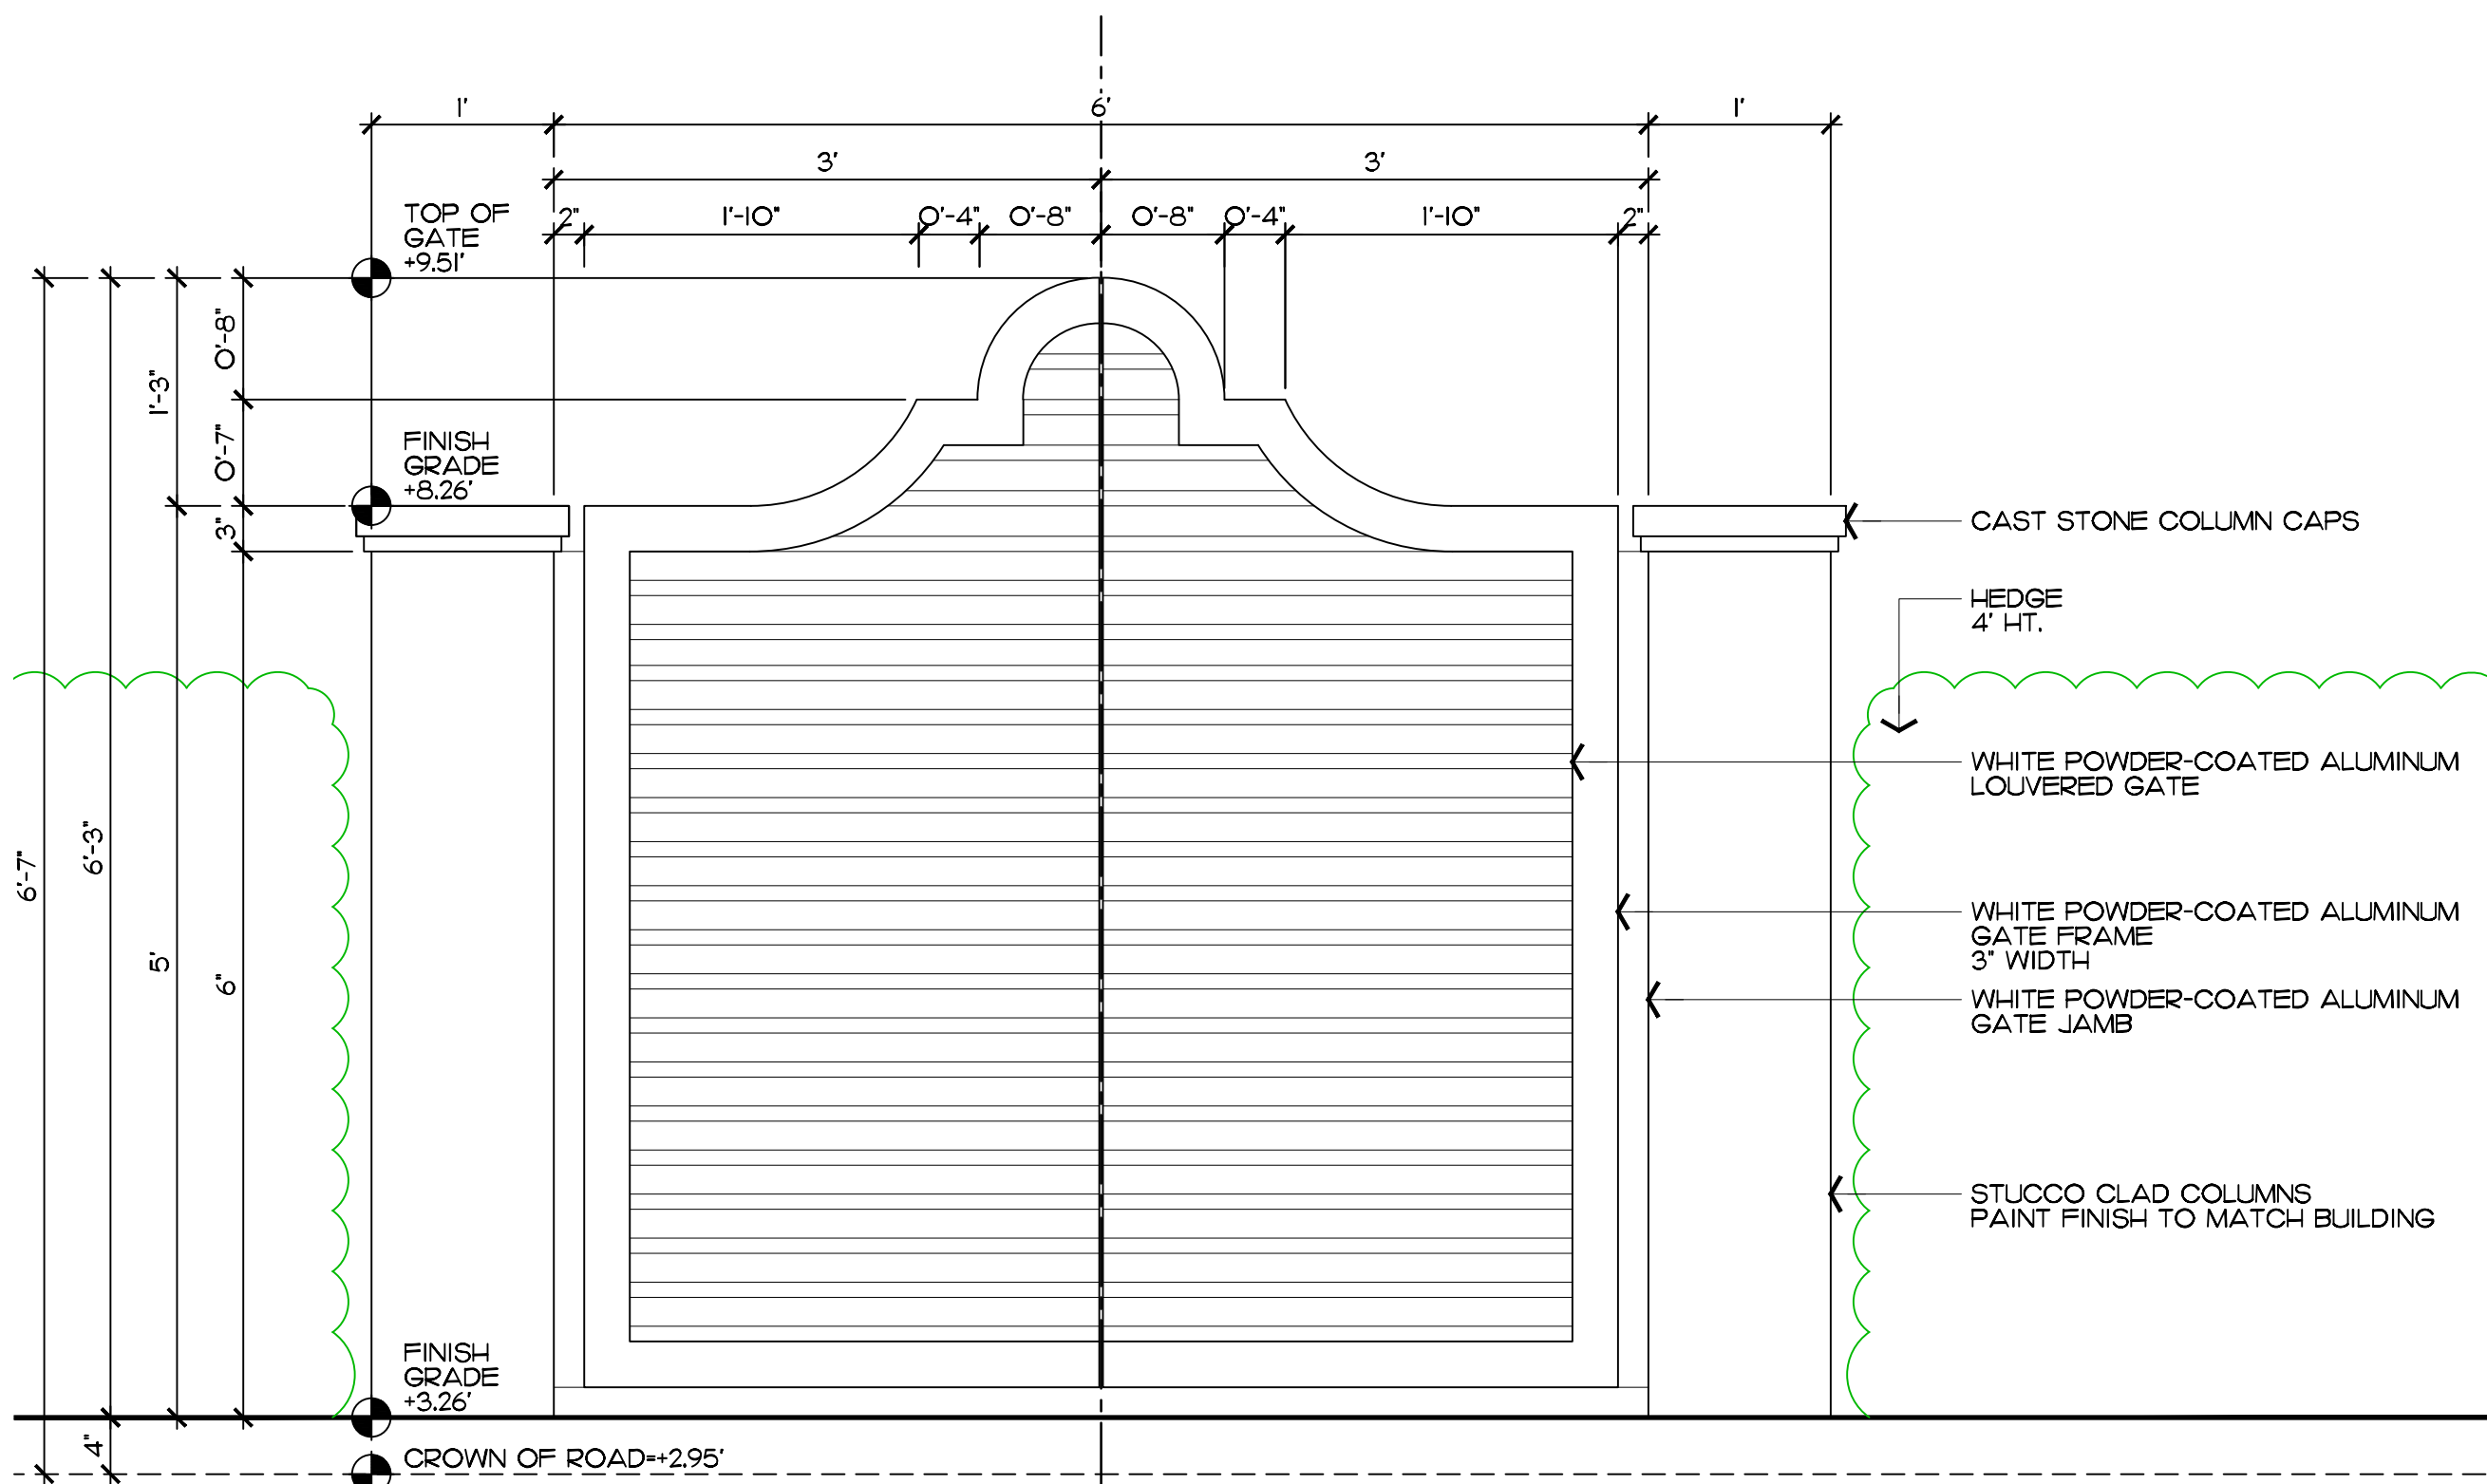 1'
6'
1'
3'
3'
2"
1'-10"
0'-4"
0'-8"
0'-8"
0'-4"
1'-10"
2"
TOP OF
GATE
+9.51'
0'-8"
1'-3"
0'-7"
FINISH
GRADE
+8.26'
3"
CAST STONE COLUMN CAPS
HEDGE
4' HT.
WHITE POWDER-COATED ALUMINUM
LOUVERED GATE
6'-7"
6'-3"
5'
6"
WHITE POWDER-COATED ALUMINUM
GATE FRAME
3" WIDTH
WHITE POWDER-COATED ALUMINUM
GATE JAMB
STUCCO CLAD COLUMNS
PAINT FINISH TO MATCH BUILDING
FINISH
GRADE
+3.26'
4"
CROWN OF ROAD=+2.95'